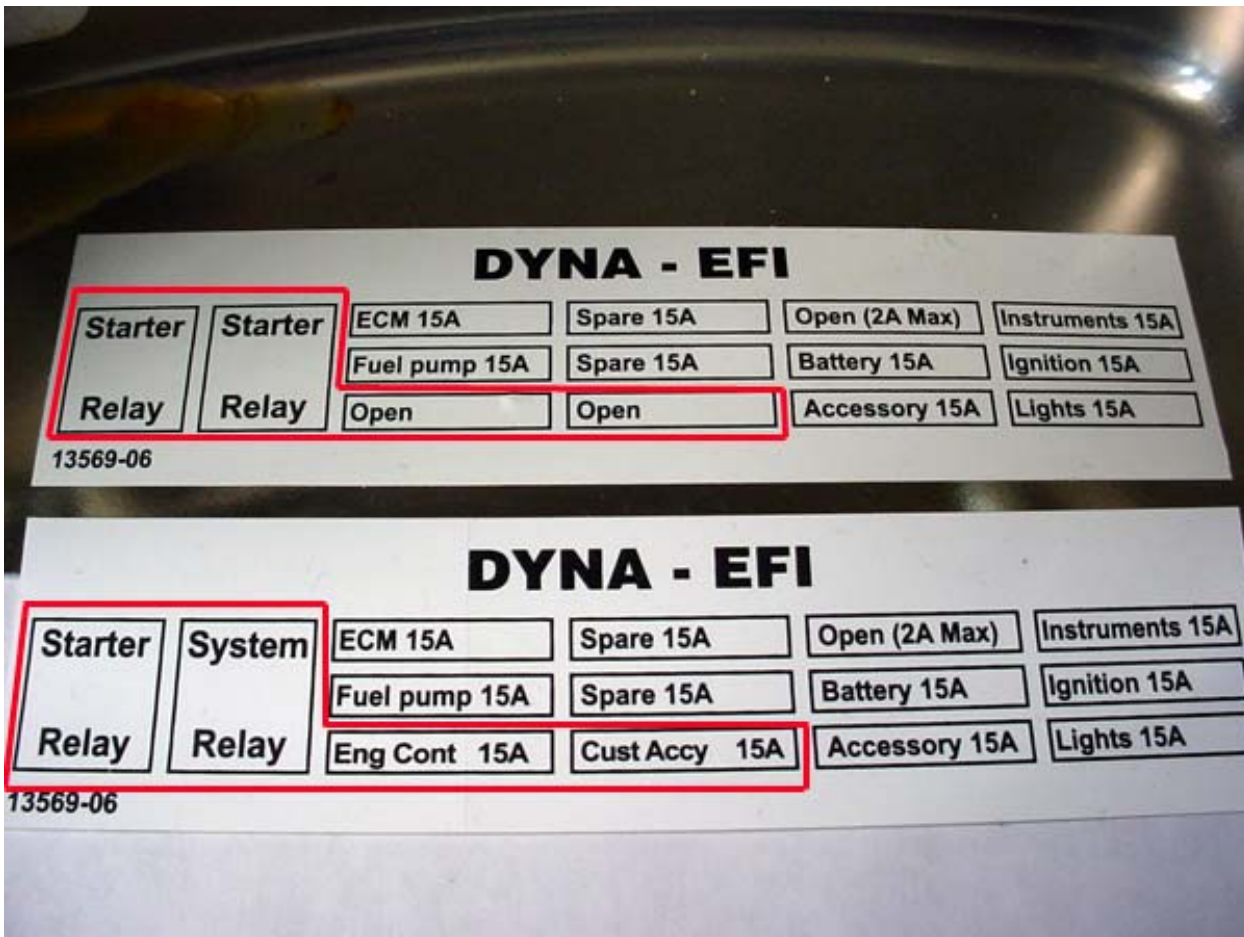 DYNA - EFI
Starter Relay Starter Relay ECM 15A Spare 15A Open (2A Max) Instruments 15A
Fuel pump 15A Spare 15A Battery 15A Ignition 15A
Open Open Accessory 15A Lights 15A
13569-06
DYNA - EFI
Starter Relay System Relay ECM 15A Spare 15A Open (2A Max) Instruments 15A
Fuel pump 15A Spare 15A Battery 15A Ignition 15A
Eng Cont 15A Cust Accy 15A Accessory 15A Lights 15A
13569-06